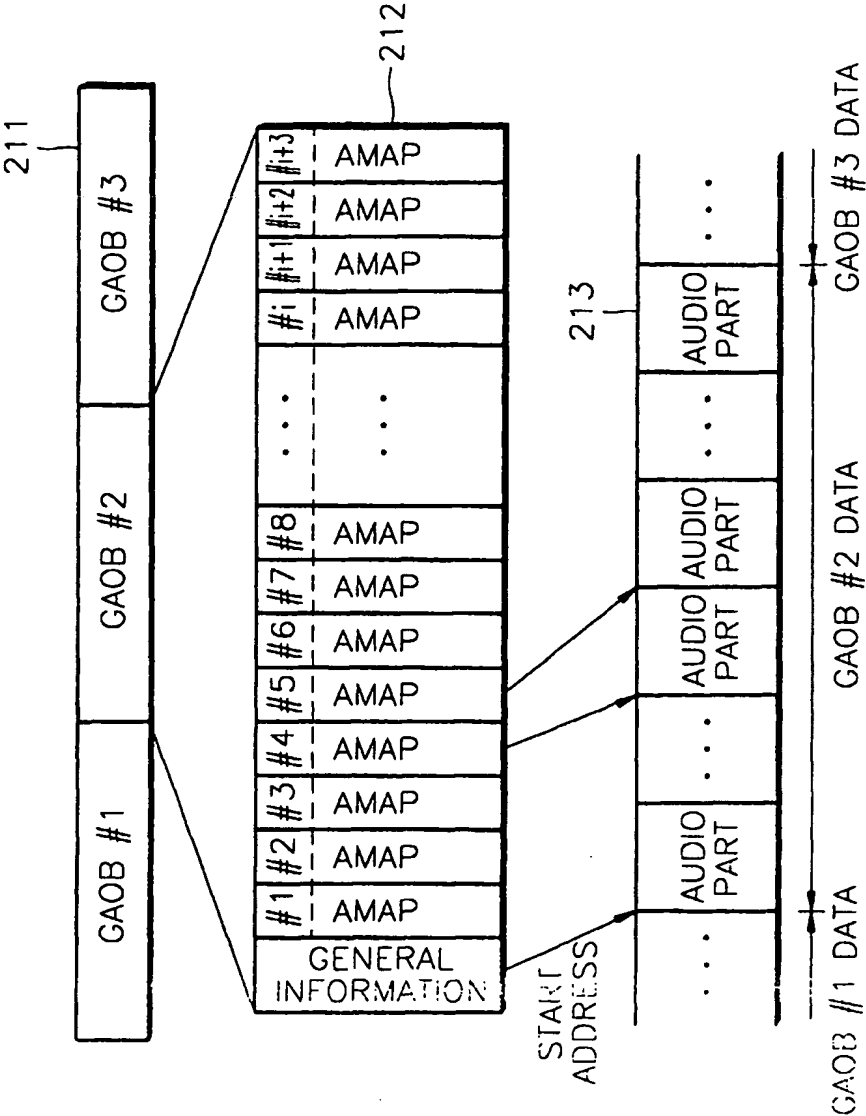 211
GAOB #1
GAOB #2
GAOB #3
212
GENERAL
INFORMATION
#1
#2
#3
#4
#5
#6
#7
#8
. . .
#i
#i+1
#i+2
#i+3
AMAP
AMAP
AMAP
AMAP
AMAP
AMAP
AMAP
AMAP
. . .
AMAP
AMAP
AMAP
AMAP
START
ADDRESS
213
. . .
AUDIO
PART
. . .
AUDIO
PART
AUDIO
PART
. . .
AUDIO
PART
. . .
GAOB #1 DATA
GAOB #2 DATA
GAOB #3 DATA